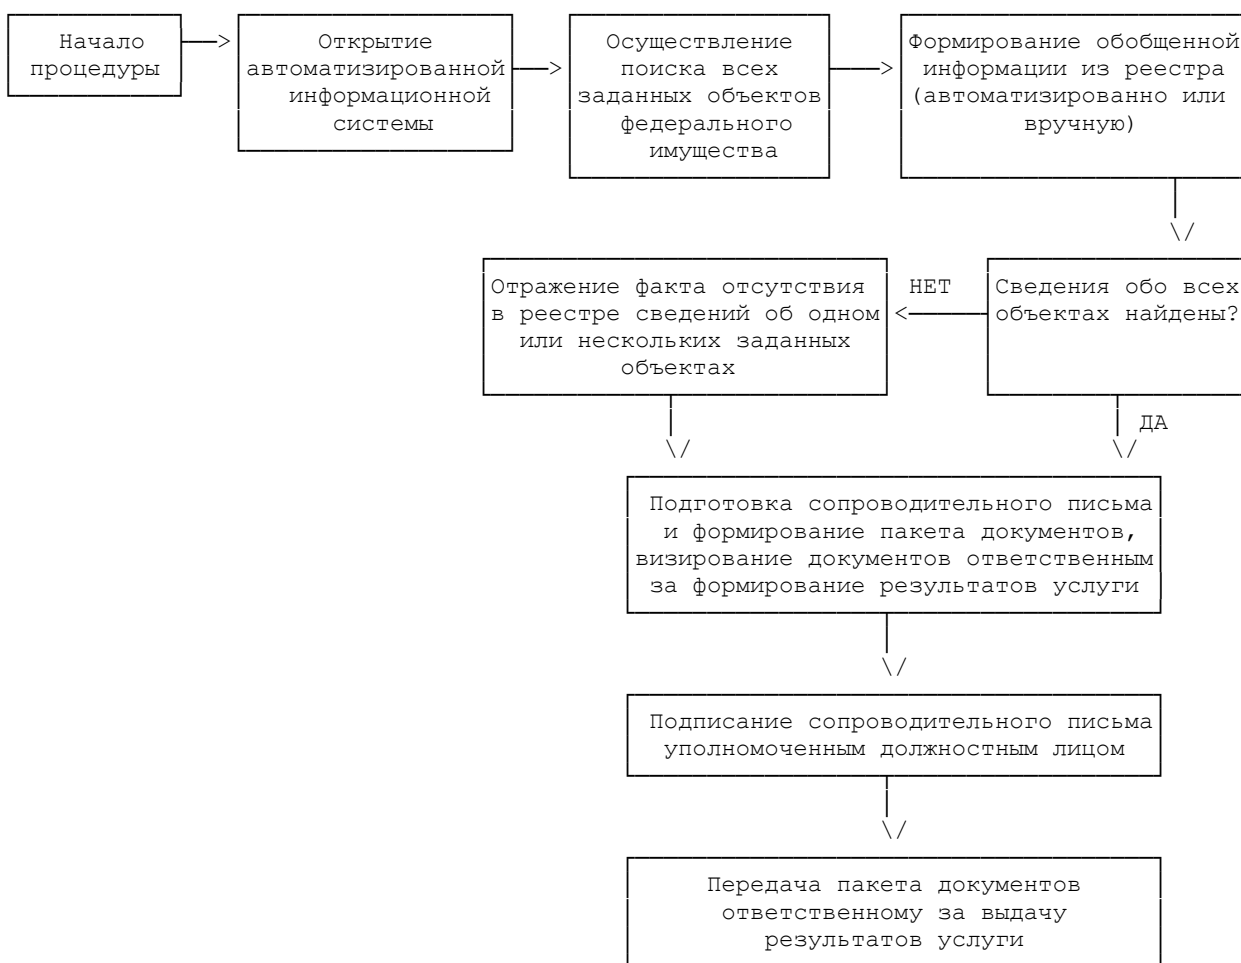 Начало
процедуры
Открытие
автоматизированной
информационной
системы
Осуществление
поиска всех
заданных объектов
федерального
имущества
Формирование обобщенной
информации из реестра
(автоматизированно или
вручную)
Сведения обо всех
объектах найдены?
НЕТ
Отражение факта отсутствия
в реестре сведений об одном
или нескольких заданных
объектах
ДА
Подготовка сопроводительного письма
и формирование пакета документов,
визирование документов ответственным
за формирование результатов услуги
Подписание сопроводительного письма
уполномоченным должностным лицом
Передача пакета документов
ответственному за выдачу
результатов услуги